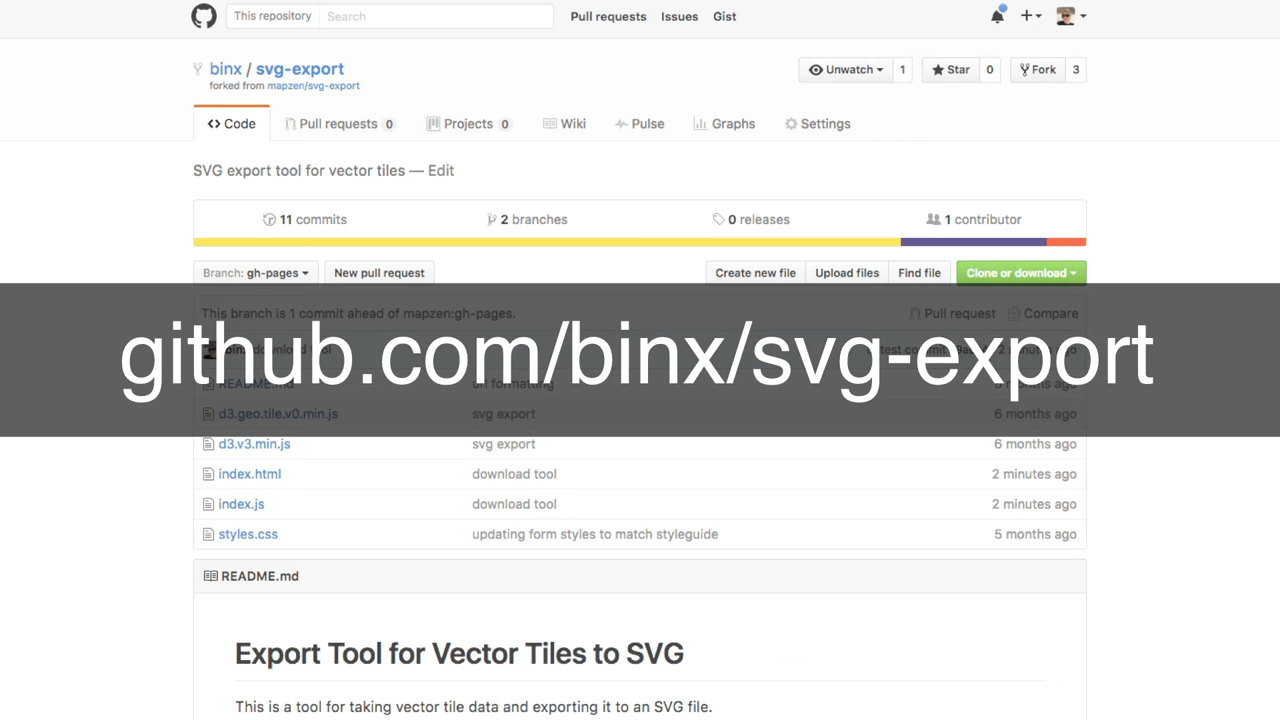 This repository Search Pull requests Issues Gist
binx / svg-export Unwatch 1 Star 0 Fork 3
forked from mapzen/svg-export
Code Pull requests 0 Projects 0 Wiki Pulse Graphs Settings
SVG export tool for vector tiles — Edit
11 commits 2 branches 0 releases 1 contributor
Branch: gh-pages New pull request Create new file Upload files Find file Clone or download
This branch is 1 commit ahead of mapzen:gh-pages. Pull request Compare
github.com/binx/svg-export
README.md url formatting 5 months ago
d3.geo.tile.v0.min.js svg export 6 months ago
d3.v3.min.js svg export 6 months ago
index.html download tool 2 minutes ago
index.js download tool 2 minutes ago
styles.css updating form styles to match styleguide 5 months ago
README.md
Export Tool for Vector Tiles to SVG
This is a tool for taking vector tile data and exporting it to an SVG file.